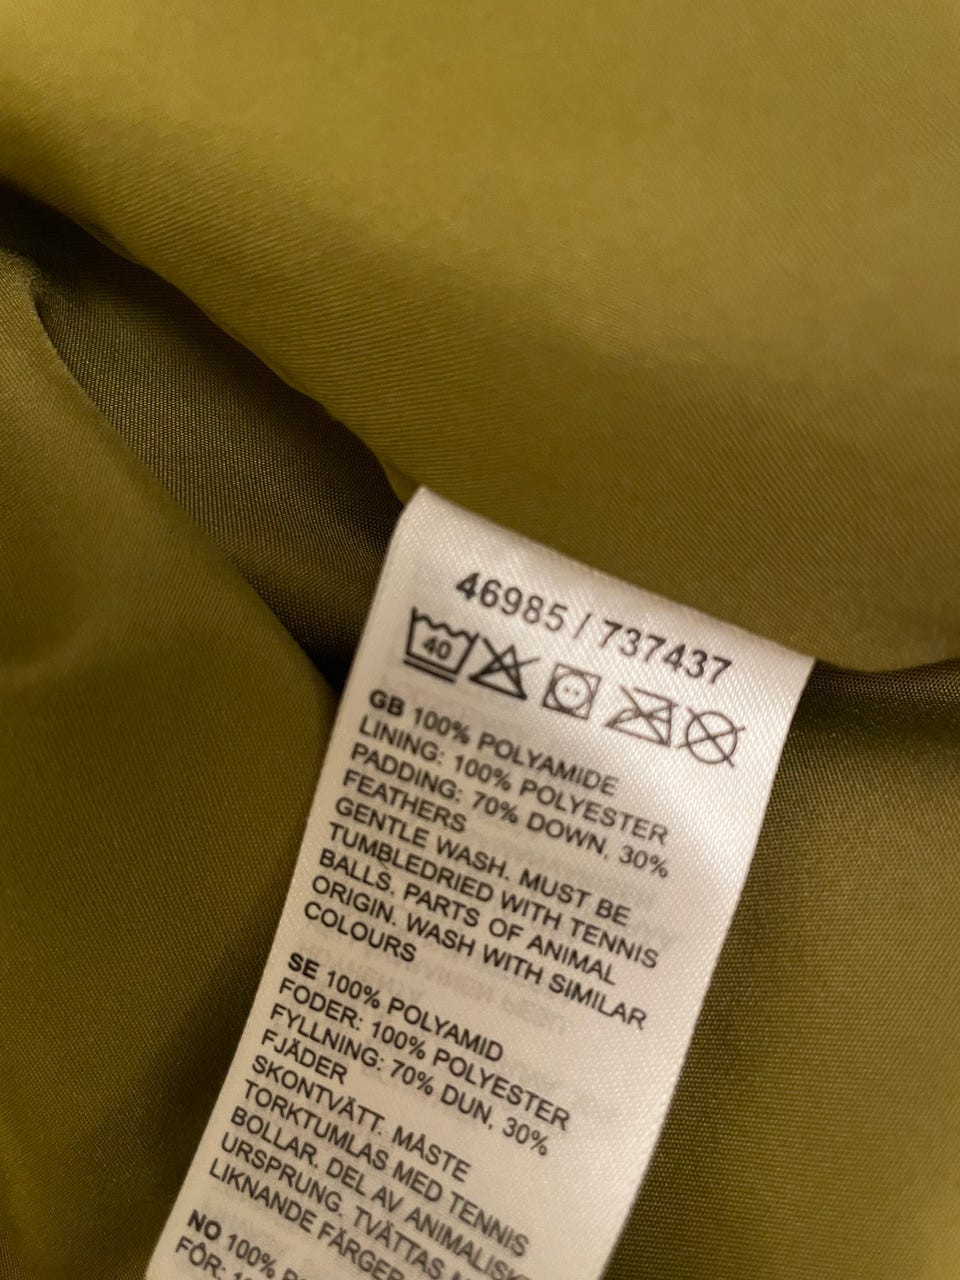 46985 / 737437
40
GB 100% POLYAMIDE
LINING: 100% POLYESTER
PADDING: 70% DOWN, 30%
FEATHERS
GENTLE WASH. MUST BE
TUMBLEDRIED WITH TENNIS
BALLS. PARTS OF ANIMAL
ORIGIN. WASH WITH SIMILAR
COLOURS
SE 100% POLYAMID
FODER: 100% POLYESTER
FYLLNING: 70% DUN, 30%
FJÄDER
SKONTVÄTT. MÅSTE
TORKTUMLAS MED TENNIS
BOLLAR. DEL AV ANIMALISK
URSPRUNG. TVÄTTAS
LIKNANDE FÄRGER
NO 100%
FÔR: